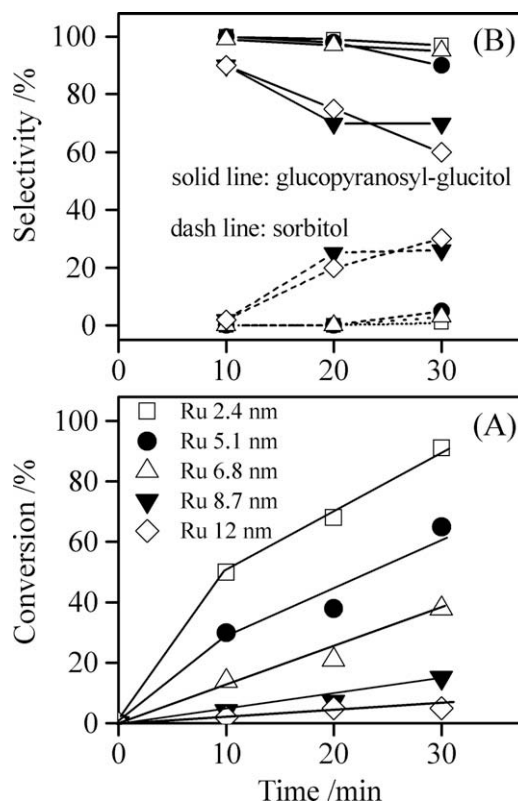 (B)
Selectivity /%
100
80
60
40
20
0
solid line: glucopyranosyl-glucitol
dash line: sorbitol
0 10 20 30
(A)
Conversion /%
100
80
60
40
20
0
Ru 2.4 nm
Ru 5.1 nm
Ru 6.8 nm
Ru 8.7 nm
Ru 12 nm
0 10 20 30
Time /min